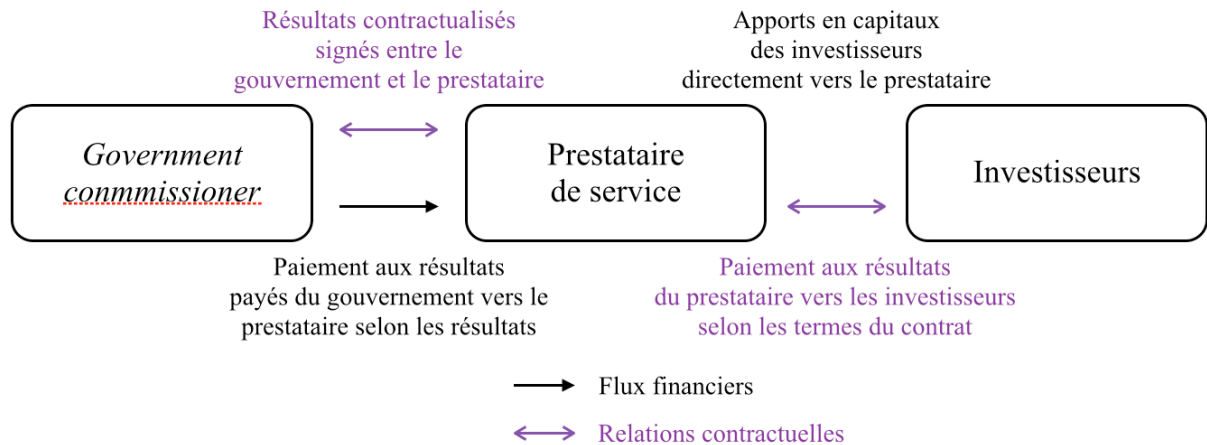 Résultats contractualisés
signés entre le
gouvernement et le prestataire
Apports en capitaux
des investisseurs
directement vers le prestataire
Government
conmmissioner
Prestataire
de service
Investisseurs
Paiement aux résultats
payés du gouvernement vers le
prestataire selon les résultats
Paiement aux résultats
du prestataire vers les investisseurs
selon les termes du contrat
Flux financiers
Relations contractuelles